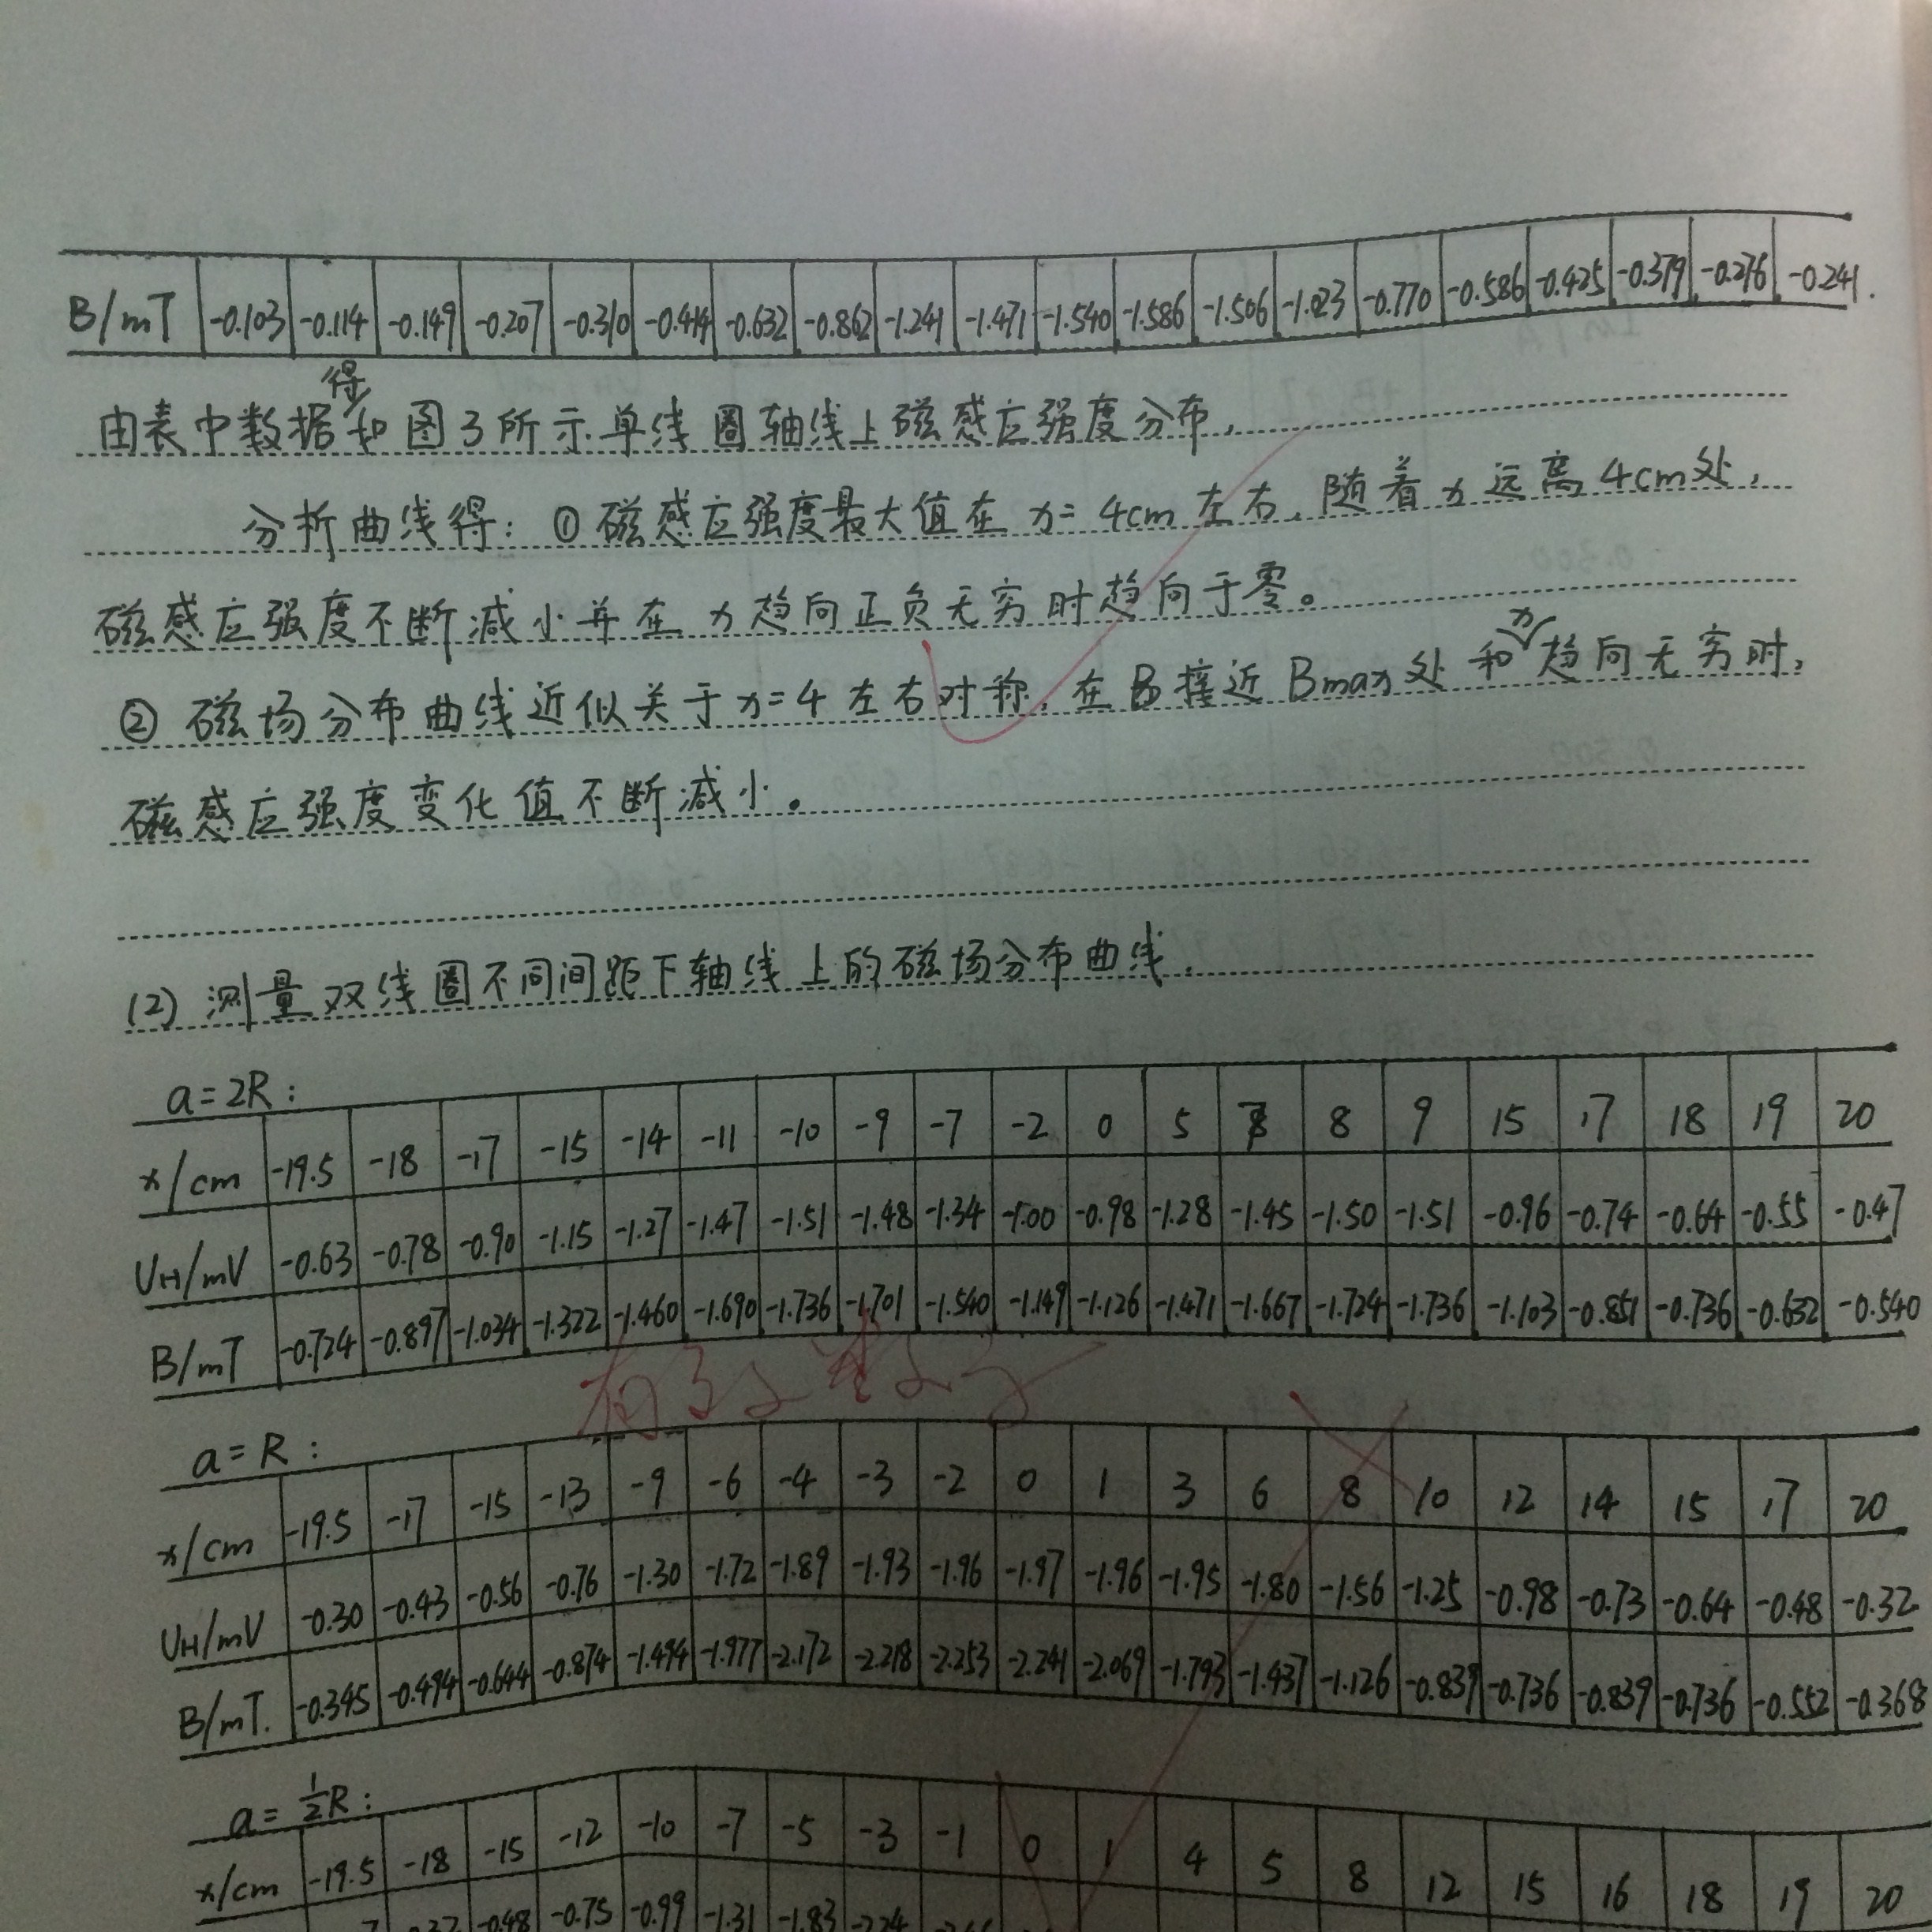 B/mT -0.103 -0.114 -0.149 -0.207 -0.310 -0.414 -0.632 -0.862 -1.241 -1.471 -1.540 -1.586 -1.506 -1.023 -0.770 -0.586 -0.425 -0.379 -0.276 -0.241.
由表中数据得如图3所示单线圈轴线上磁感应强度分布,
分析曲线得: ①磁感应强度最大值在 x= 4cm 左右, 随着 x 远离 4cm处,
磁感应强度不断减小并在 x 趋向正负无穷时趋向于零。
② 磁场分布曲线近似关于 x=4 左右对称, 在B接近Bmax处和x趋向无穷时,
磁感应强度变化值不断减小。
(2) 测量双线圈不同间距下轴线上的磁场分布曲线.
a=2R:
x/cm -19.5 -18 -17 -15 -14 -11 -10 -9 -7 -2 0 5 8 9 15 17 18 19 20
UH/mV -0.63 -0.78 -0.90 -1.15 -1.27 -1.47 -1.51 -1.48 -1.34 -1.00 -0.98 -1.28 -1.45 -1.50 -1.51 -0.96 -0.74 -0.64 -0.55 -0.47
B/mT -0.724 -0.897 -1.034 -1.322 -1.460 -1.690 -1.736 -1.701 -1.540 -1.149 -1.126 -1.471 -1.667 -1.724 -1.736 -1.103 -0.851 -0.736 -0.632 -0.540
a=R:
x/cm -19.5 -17 -15 -13 -9 -6 -4 -3 -2 0 1 3 6 8 10 12 14 15 17 20
UH/mV -0.30 -0.43 -0.56 -0.76 -1.30 -1.72 -1.89 -1.93 -1.96 -1.97 -1.96 -1.95 -1.80 -1.56 -1.25 -0.98 -0.73 -0.64 -0.48 -0.32
B/mT. -0.345 -0.494 -0.644 -0.874 -1.494 -1.977 -2.172 -2.218 -2.253 -2.241 -2.069 -1.793 -1.437 -1.126 -0.839 -0.736 -0.839 -0.736 -0.552 -0.368
a=½R:
x/cm -19.5 -18 -15 -12 -10 -7 -5 -3 -1 0 1 4 5 8 12 15 16 18 19 20
-0.48 -0.75 -0.99 -1.31 -1.83